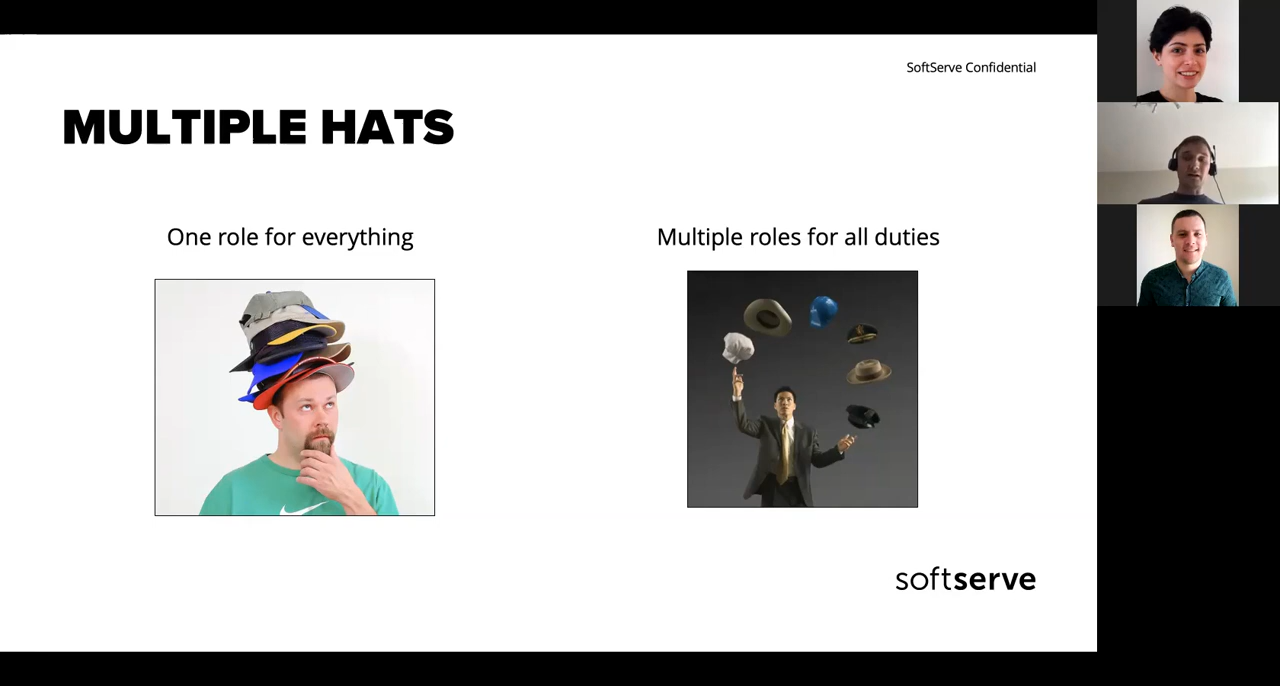 SoftServe Confidential
MULTIPLE HATS
One role for everything
Multiple roles for all duties
softserve